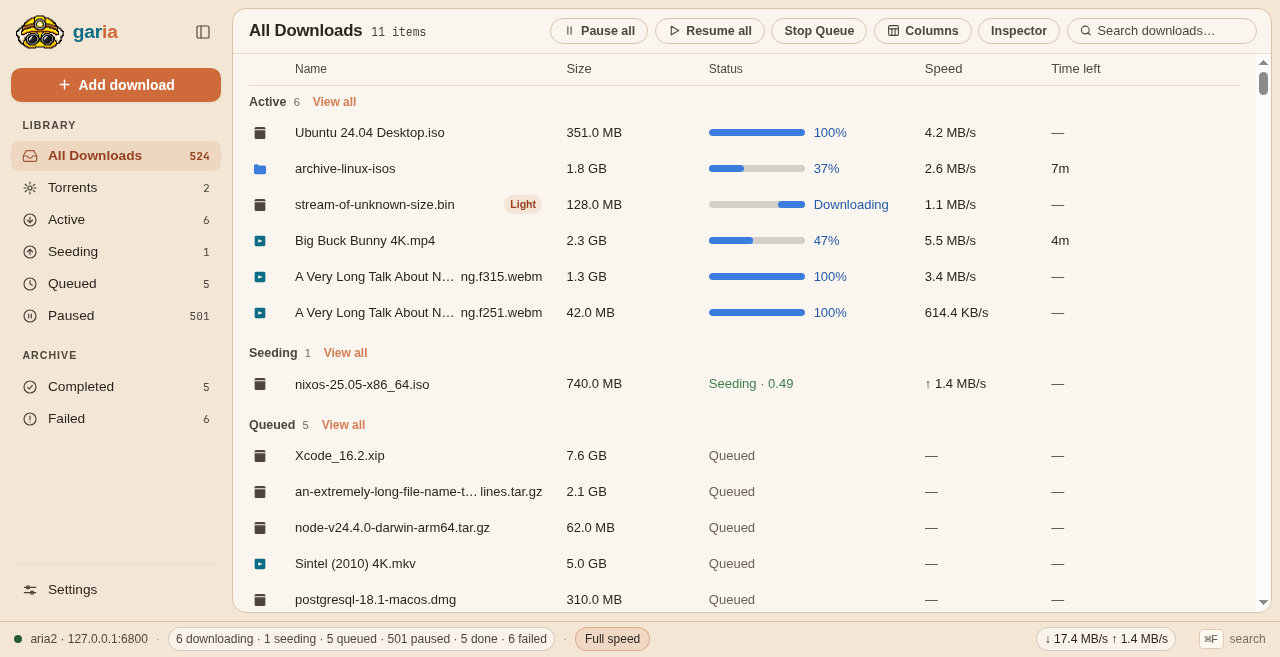 garia
Add download
LIBRARY
All Downloads 524
Torrents 2
Active 6
Seeding 1
Queued 5
Paused 501
ARCHIVE
Completed 5
Failed 6
Settings
All Downloads 11 items
Pause all
Resume all
Stop Queue
Columns
Inspector
Search downloads…
Name Size Status Speed Time left
Active 6 View all
Ubuntu 24.04 Desktop.iso 351.0 MB 100% 4.2 MB/s —
archive-linux-isos 1.8 GB 37% 2.6 MB/s 7m
stream-of-unknown-size.bin Light 128.0 MB Downloading 1.1 MB/s —
Big Buck Bunny 4K.mp4 2.3 GB 47% 5.5 MB/s 4m
A Very Long Talk About N… ng.f315.webm 1.3 GB 100% 3.4 MB/s —
A Very Long Talk About N… ng.f251.webm 42.0 MB 100% 614.4 KB/s —
Seeding 1 View all
nixos-25.05-x86_64.iso 740.0 MB Seeding · 0.49 ↑ 1.4 MB/s —
Queued 5 View all
Xcode_16.2.xip 7.6 GB Queued — —
an-extremely-long-file-name-t… lines.tar.gz 2.1 GB Queued — —
node-v24.4.0-darwin-arm64.tar.gz 62.0 MB Queued — —
Sintel (2010) 4K.mkv 5.0 GB Queued — —
postgresql-18.1-macos.dmg 310.0 MB Queued — —
aria2 · 127.0.0.1:6800 · 6 downloading · 1 seeding · 5 queued · 501 paused · 5 done · 6 failed · Full speed ↓ 17.4 MB/s ↑ 1.4 MB/s ⌘F search